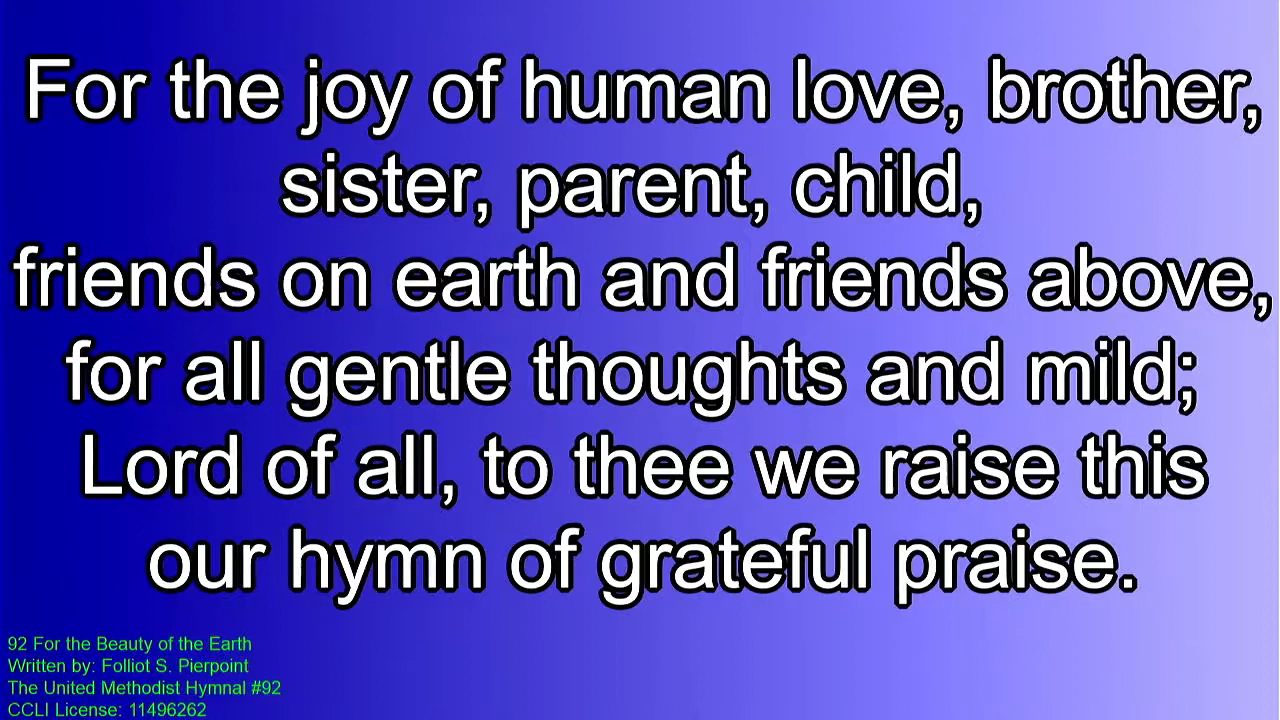 For the joy of human love, brother,
sister, parent, child,
friends on earth and friends above,
for all gentle thoughts and mild;
Lord of all, to thee we raise this
our hymn of grateful praise.
92 For the Beauty of the Earth
Written by: Folliot S. Pierpoint
The United Methodist Hymnal #92
CCLI License: 11496262